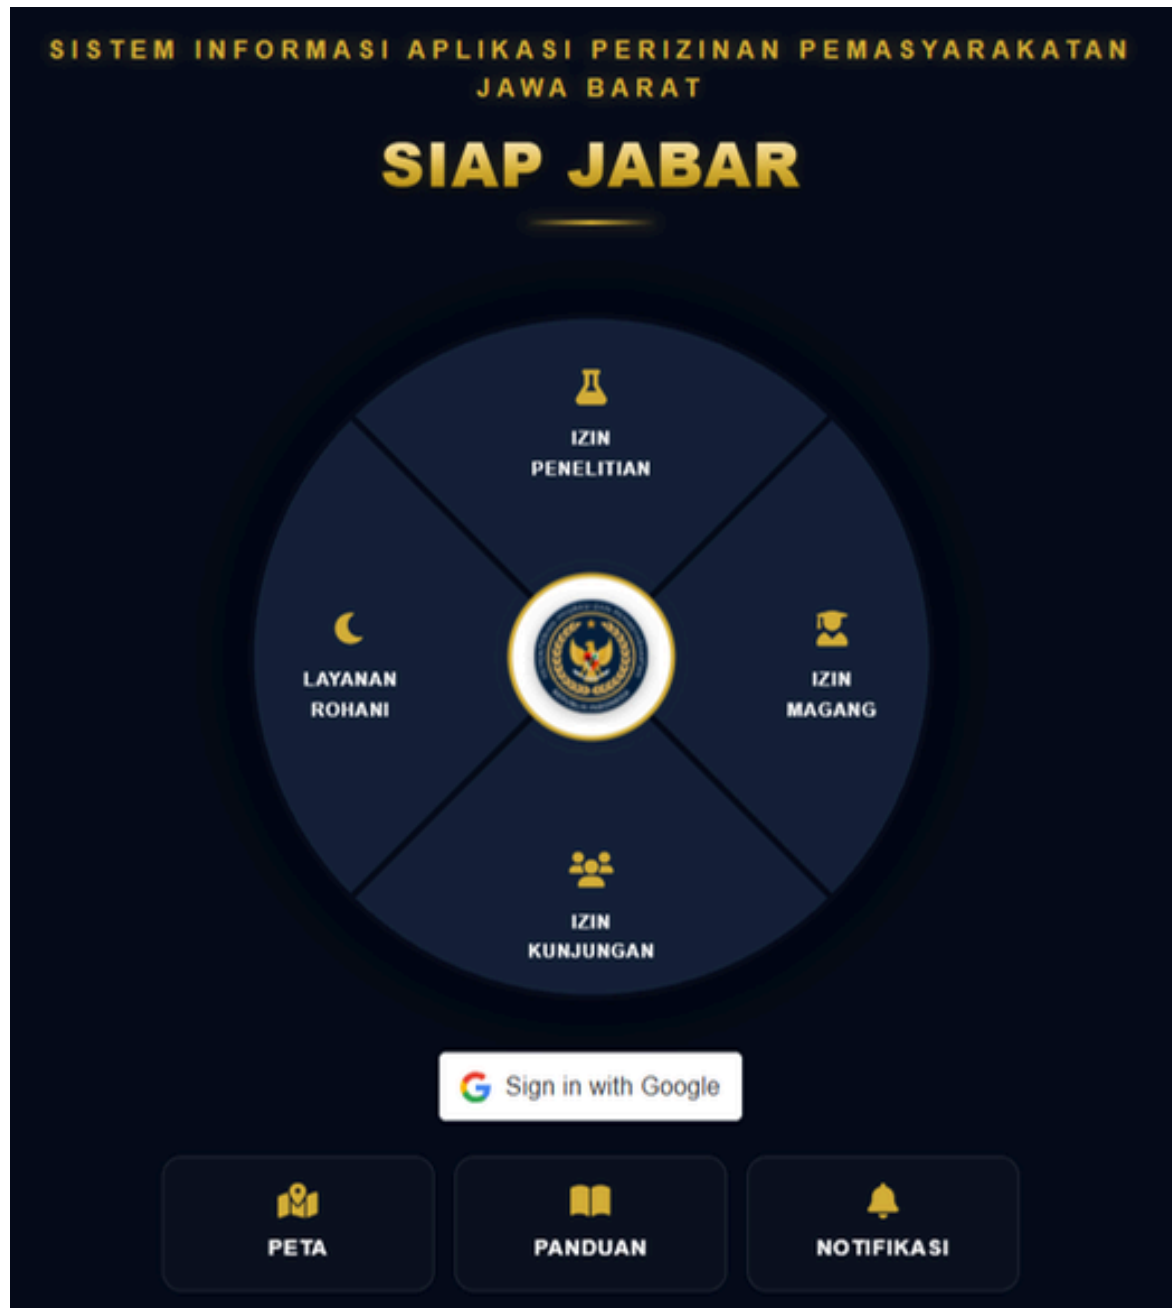 SISTEM INFORMASI APLIKASI PERIZINAN PEMASYARAKATAN
JAWA BARAT
SIAP JABAR
IZIN
PENELITIAN
LAYANAN
ROHANI
IZIN
MAGANG
IZIN
KUNJUNGAN
Sign in with Google
PETA
PANDUAN
NOTIFIKASI